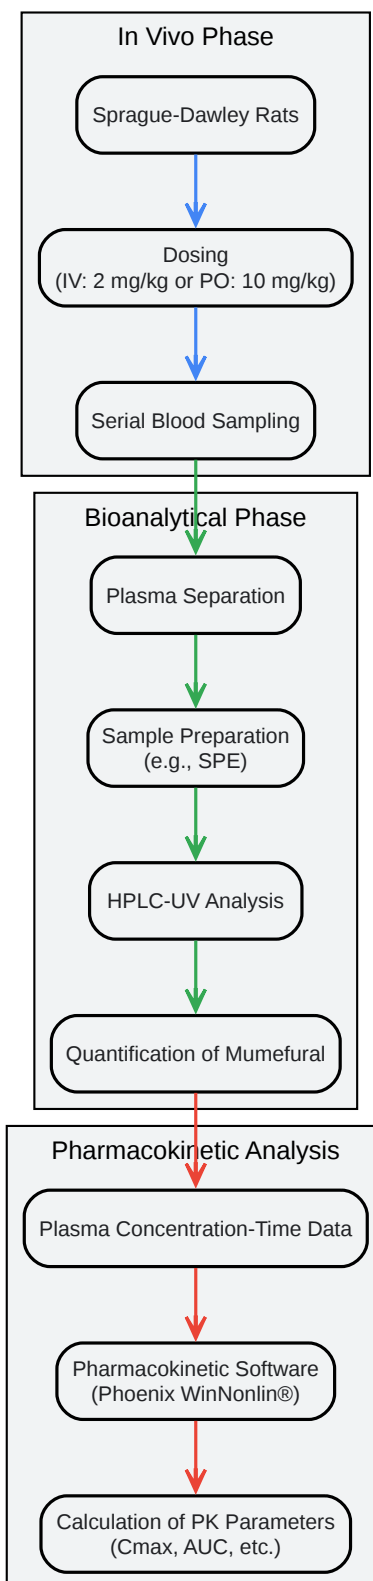 In Vivo Phase
Sprague-Dawley Rats
Dosing
(IV: 2 mg/kg or PO: 10 mg/kg)
Serial Blood Sampling
Bioanalytical Phase
Plasma Separation
Sample Preparation
(e.g., SPE)
HPLC-UV Analysis
Quantification of Mumefural
Pharmacokinetic Analysis
Plasma Concentration-Time Data
Pharmacokinetic Software
(Phoenix WinNonlin®)
Calculation of PK Parameters
(Cmax, AUC, etc.)